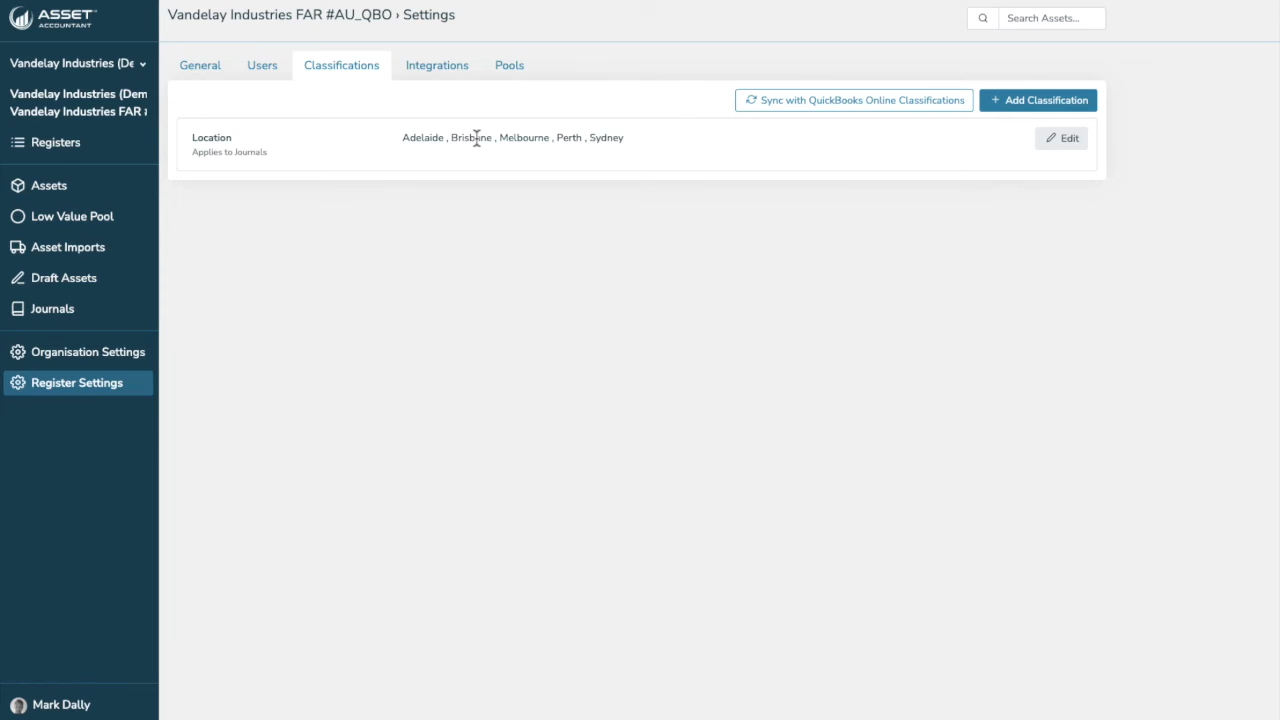 ASSET
ACCOUNTANT
Vandelay Industries (De
Vandelay Industries (Dem
Vandelay Industries FAR
Registers
Assets
Low Value Pool
Asset Imports
Draft Assets
Journals
Organisation Settings
Register Settings
Mark Dally
Vandelay Industries FAR #AU_QBO › Settings
Search Assets...
General Users Classifications Integrations Pools
Sync with QuickBooks Online Classifications + Add Classification
Location Adelaide , Brisbane , Melbourne , Perth , Sydney Edit
Applies to Journals